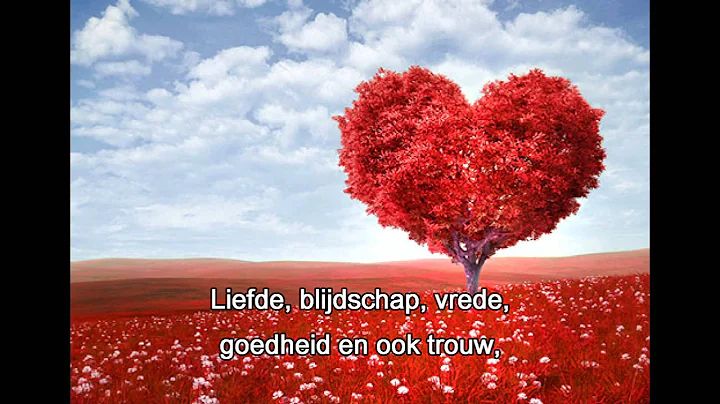 Liefde, blijdschap, vrede,
goedheid en ook trouw,